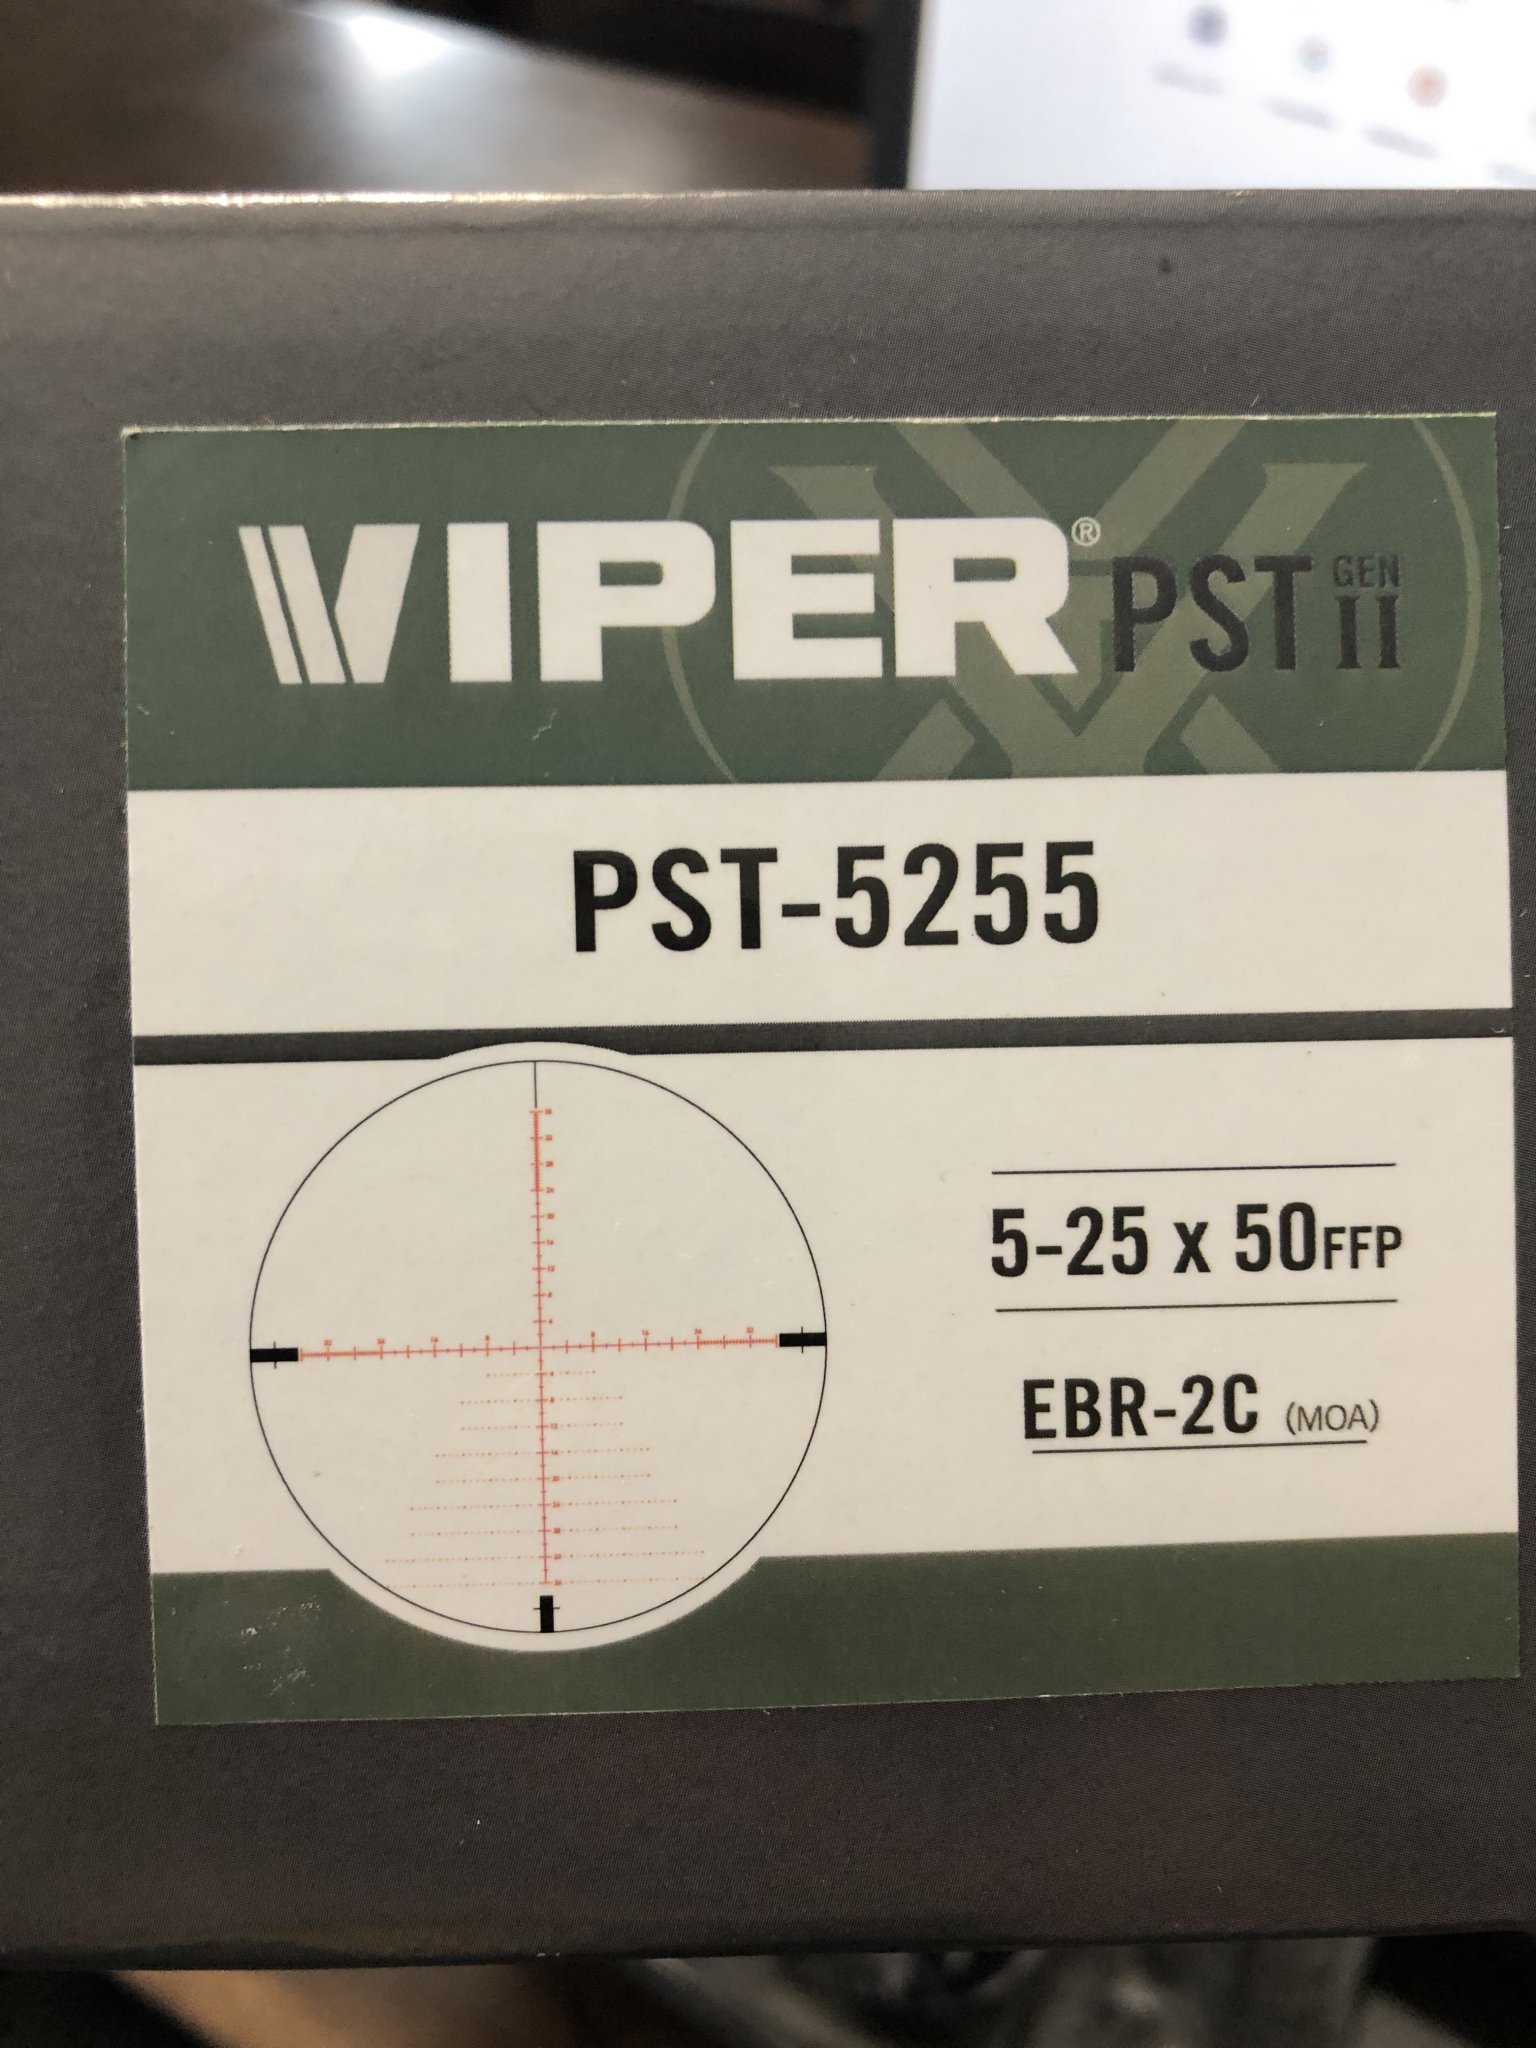 VIPER® PST GEN II
PST-5255
5-25 x 50FFP
EBR-2C (MOA)